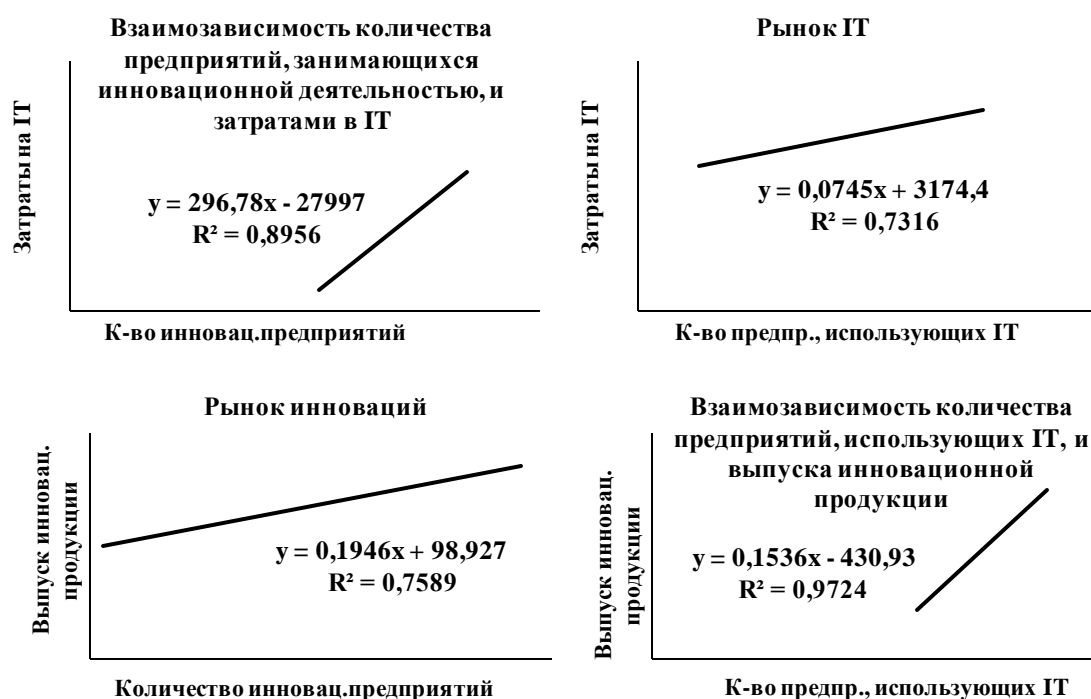 Взаимозависимость количества
предприятий, занимающихся
инновационной деятельностью, и
затратами в IT
Затраты на IT
y = 296,78x - 27997
R² = 0,8956
К-во инновац.предприятий
Рынок IT
Затраты на IT
y = 0,0745x + 3174,4
R² = 0,7316
К-во предпр., использующих IT
Рынок инноваций
Выпуск инновац.
продукции
y = 0,1946x + 98,927
R² = 0,7589
Количество инновац.предприятий
Взаимозависимость количества
предприятий, использующих IT, и
выпуска инновационной
продукции
Выпуск инновац.
продукции
y = 0,1536x - 430,93
R² = 0,9724
К-во предпр., использующих IT